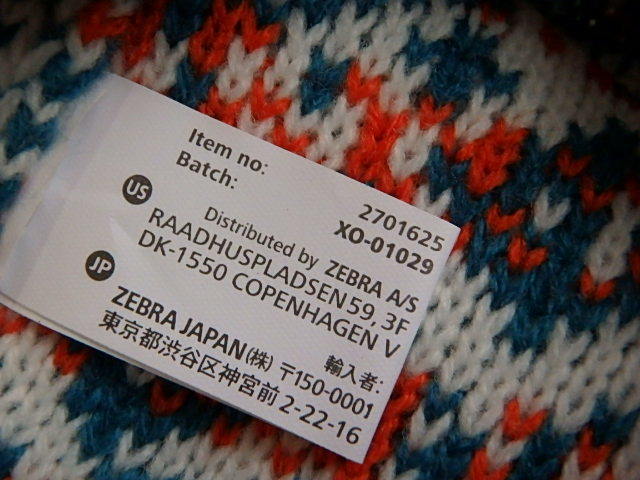 Item no: 2701625
Batch: XO-01029
US Distributed by ZEBRA A/S
RAADHUSPLADSEN 59, 3F
DK-1550 COPENHAGEN V
JP 輸入者:
ZEBRA JAPAN(株) 〒150-0001
東京都渋谷区神宮前 2-22-16